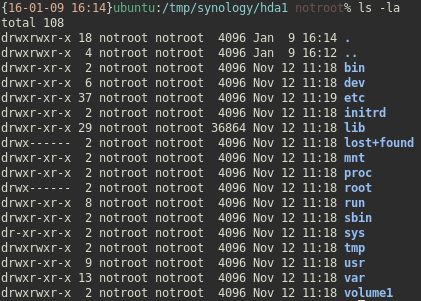 {16-01-09 16:14}ubuntu:/tmp/synology/hda1 notroot% ls -la
total 108
drwxrwxr-x 18 notroot notroot  4096 Jan  9 16:14 .
drwxrwxr-x  4 notroot notroot  4096 Jan  9 16:12 ..
drwxr-xr-x  2 notroot notroot  4096 Nov 12 11:18 bin
drwxr-xr-x  6 notroot notroot  4096 Nov 12 11:18 dev
drwxr-xr-x 37 notroot notroot  4096 Nov 12 11:19 etc
drwxr-xr-x  2 notroot notroot  4096 Nov 12 11:18 initrd
drwxr-xr-x 29 notroot notroot 36864 Nov 12 11:18 lib
drwx------  2 notroot notroot  4096 Nov 12 11:18 lost+found
drwxr-xr-x  2 notroot notroot  4096 Nov 12 11:18 mnt
drwxr-xr-x  2 notroot notroot  4096 Nov 12 11:18 proc
drwx------  2 notroot notroot  4096 Nov 12 11:18 root
drwxr-xr-x  8 notroot notroot  4096 Nov 12 11:18 run
drwxr-xr-x  2 notroot notroot  4096 Nov 12 11:18 sbin
dr-xr-xr-x  2 notroot notroot  4096 Nov 12 11:18 sys
drwxrwxr-x  2 notroot notroot  4096 Nov 12 11:18 tmp
drwxr-xr-x  9 notroot notroot  4096 Nov 12 11:18 usr
drwxr-xr-x 13 notroot notroot  4096 Nov 12 11:18 var
drwxr-xr-x  2 notroot notroot  4096 Nov 12 11:18 volume1